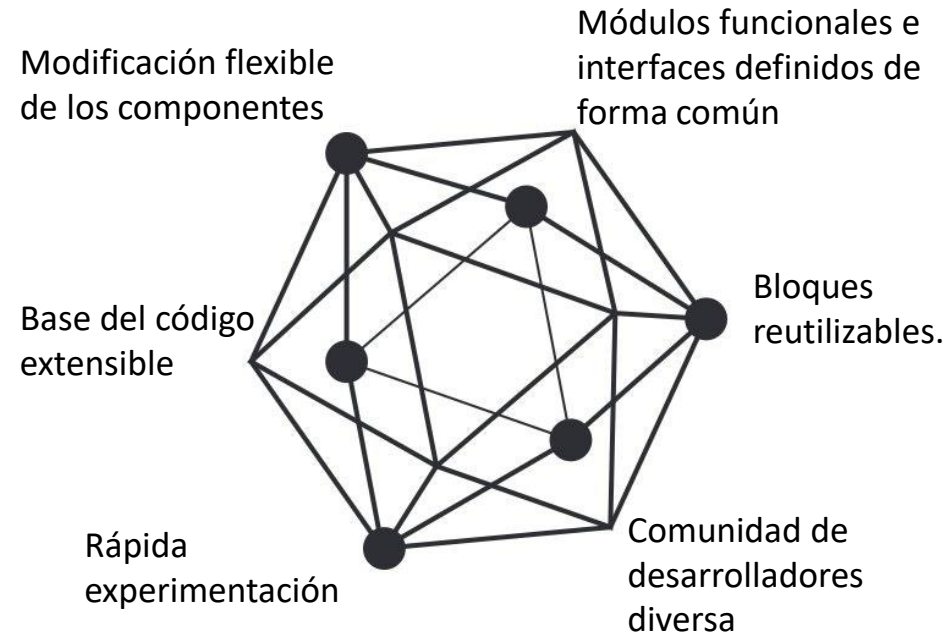 Modificación flexible
de los componentes
Módulos funcionales e
interfaces definidos de
forma común
Base del código
extensible
Bloques
reutilizables.
Rápida
experimentación
Comunidad de
desarrolladores
diversa